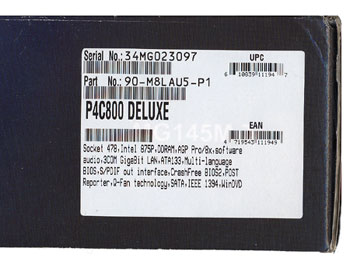 Serial No.: 34MG023097
UPC
6 10839 11194 7
Part No.: 90-M8LAU5-P1
P4C800 DELUXE
EAN
4 719543 111949
Socket 478,Intel 875P,DDRAM,AGP Pro/8x,software
audio,3COM GigaBit LAN,ATA133,Multi-language
BIOS,S/PDIF out interface,CrashFree BIOS2,POST
Reporter,Q-fan technology,SATA,IEEE 1394,WinDVD